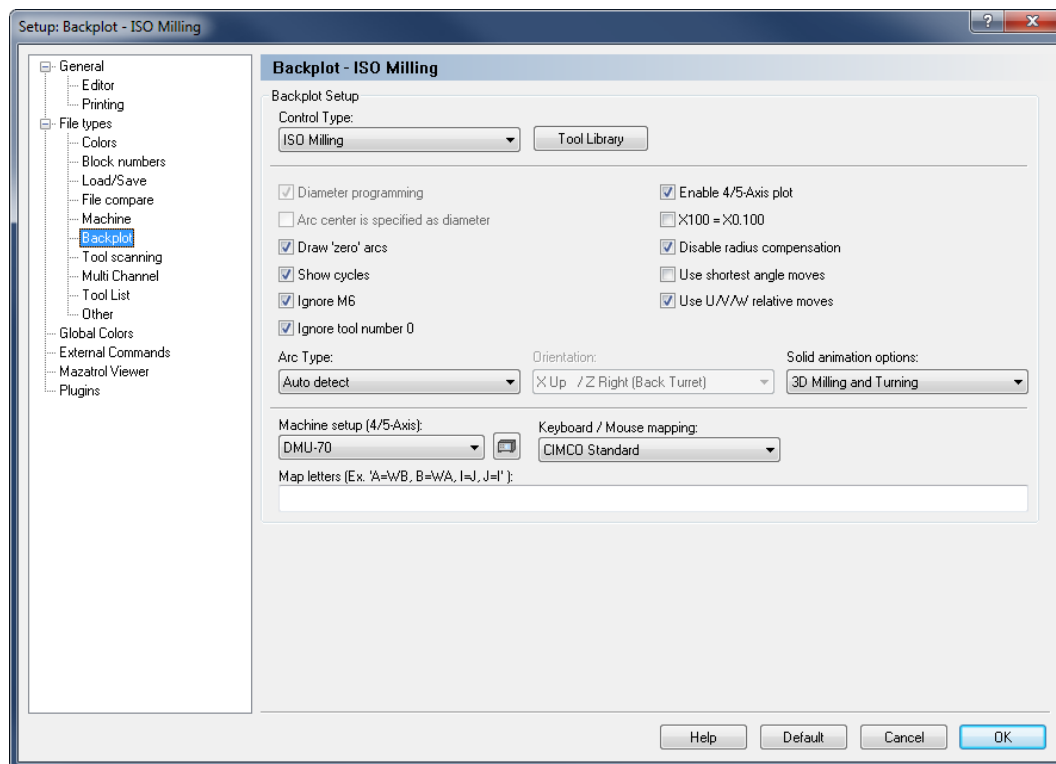 Setup: Backplot - ISO Milling
General
Editor
Printing
File types
Colors
Block numbers
Load/Save
File compare
Machine
Backplot
Tool scanning
Multi Channel
Tool List
Other
Global Colors
External Commands
Mazatrol Viewer
Plugins
Backplot - ISO Milling
Backplot Setup
Control Type:
ISO Milling
Tool Library
Diameter programming
Enable 4/5-Axis plot
Arc center is specified as diameter
X100 = X0.100
Draw 'zero' arcs
Disable radius compensation
Show cycles
Use shortest angle moves
Ignore M6
Use U/V/W relative moves
Ignore tool number 0
Arc Type:
Orientation:
Solid animation options:
Auto detect
X Up / Z Right (Back Turret)
3D Milling and Turning
Machine setup (4/5-Axis):
Keyboard / Mouse mapping:
DMU-70
CIMCO Standard
Map letters (Ex. 'A=WB, B=WA, I=J, J=I' ):
Help
Default
Cancel
OK